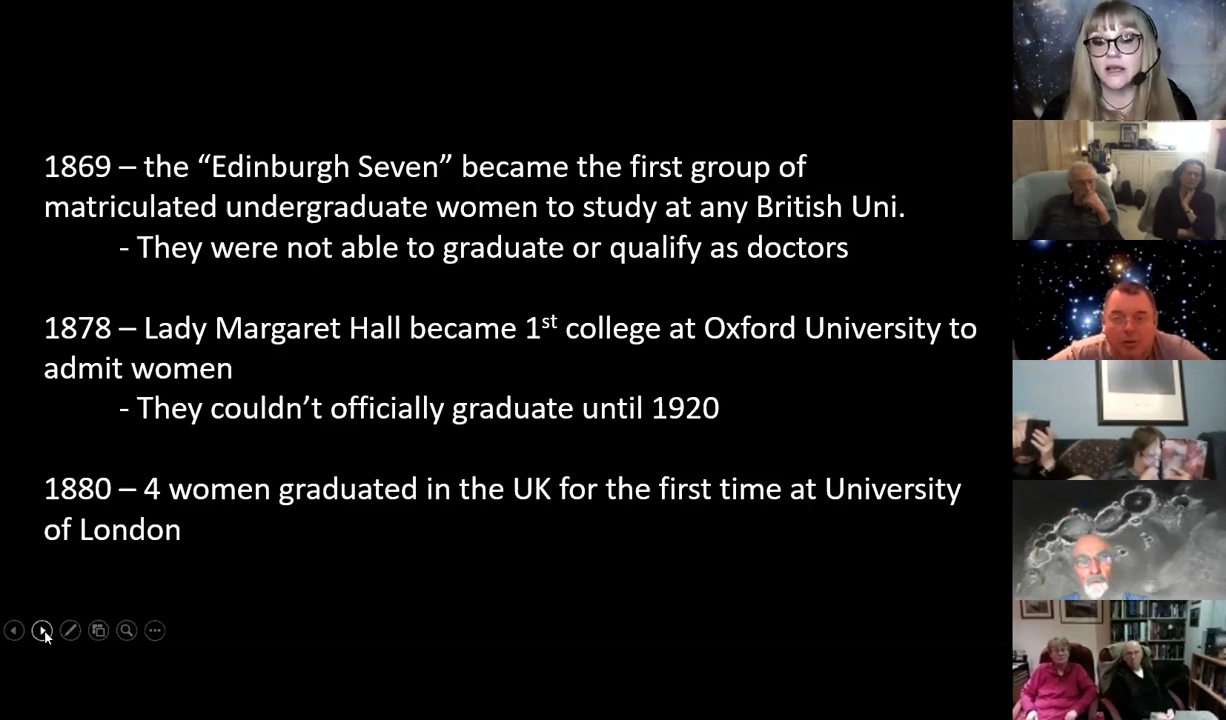 1869 – the “Edinburgh Seven” became the first group of
matriculated undergraduate women to study at any British Uni.
- They were not able to graduate or qualify as doctors
1878 – Lady Margaret Hall became 1st college at Oxford University to
admit women
- They couldn’t officially graduate until 1920
1880 – 4 women graduated in the UK for the first time at University
of London